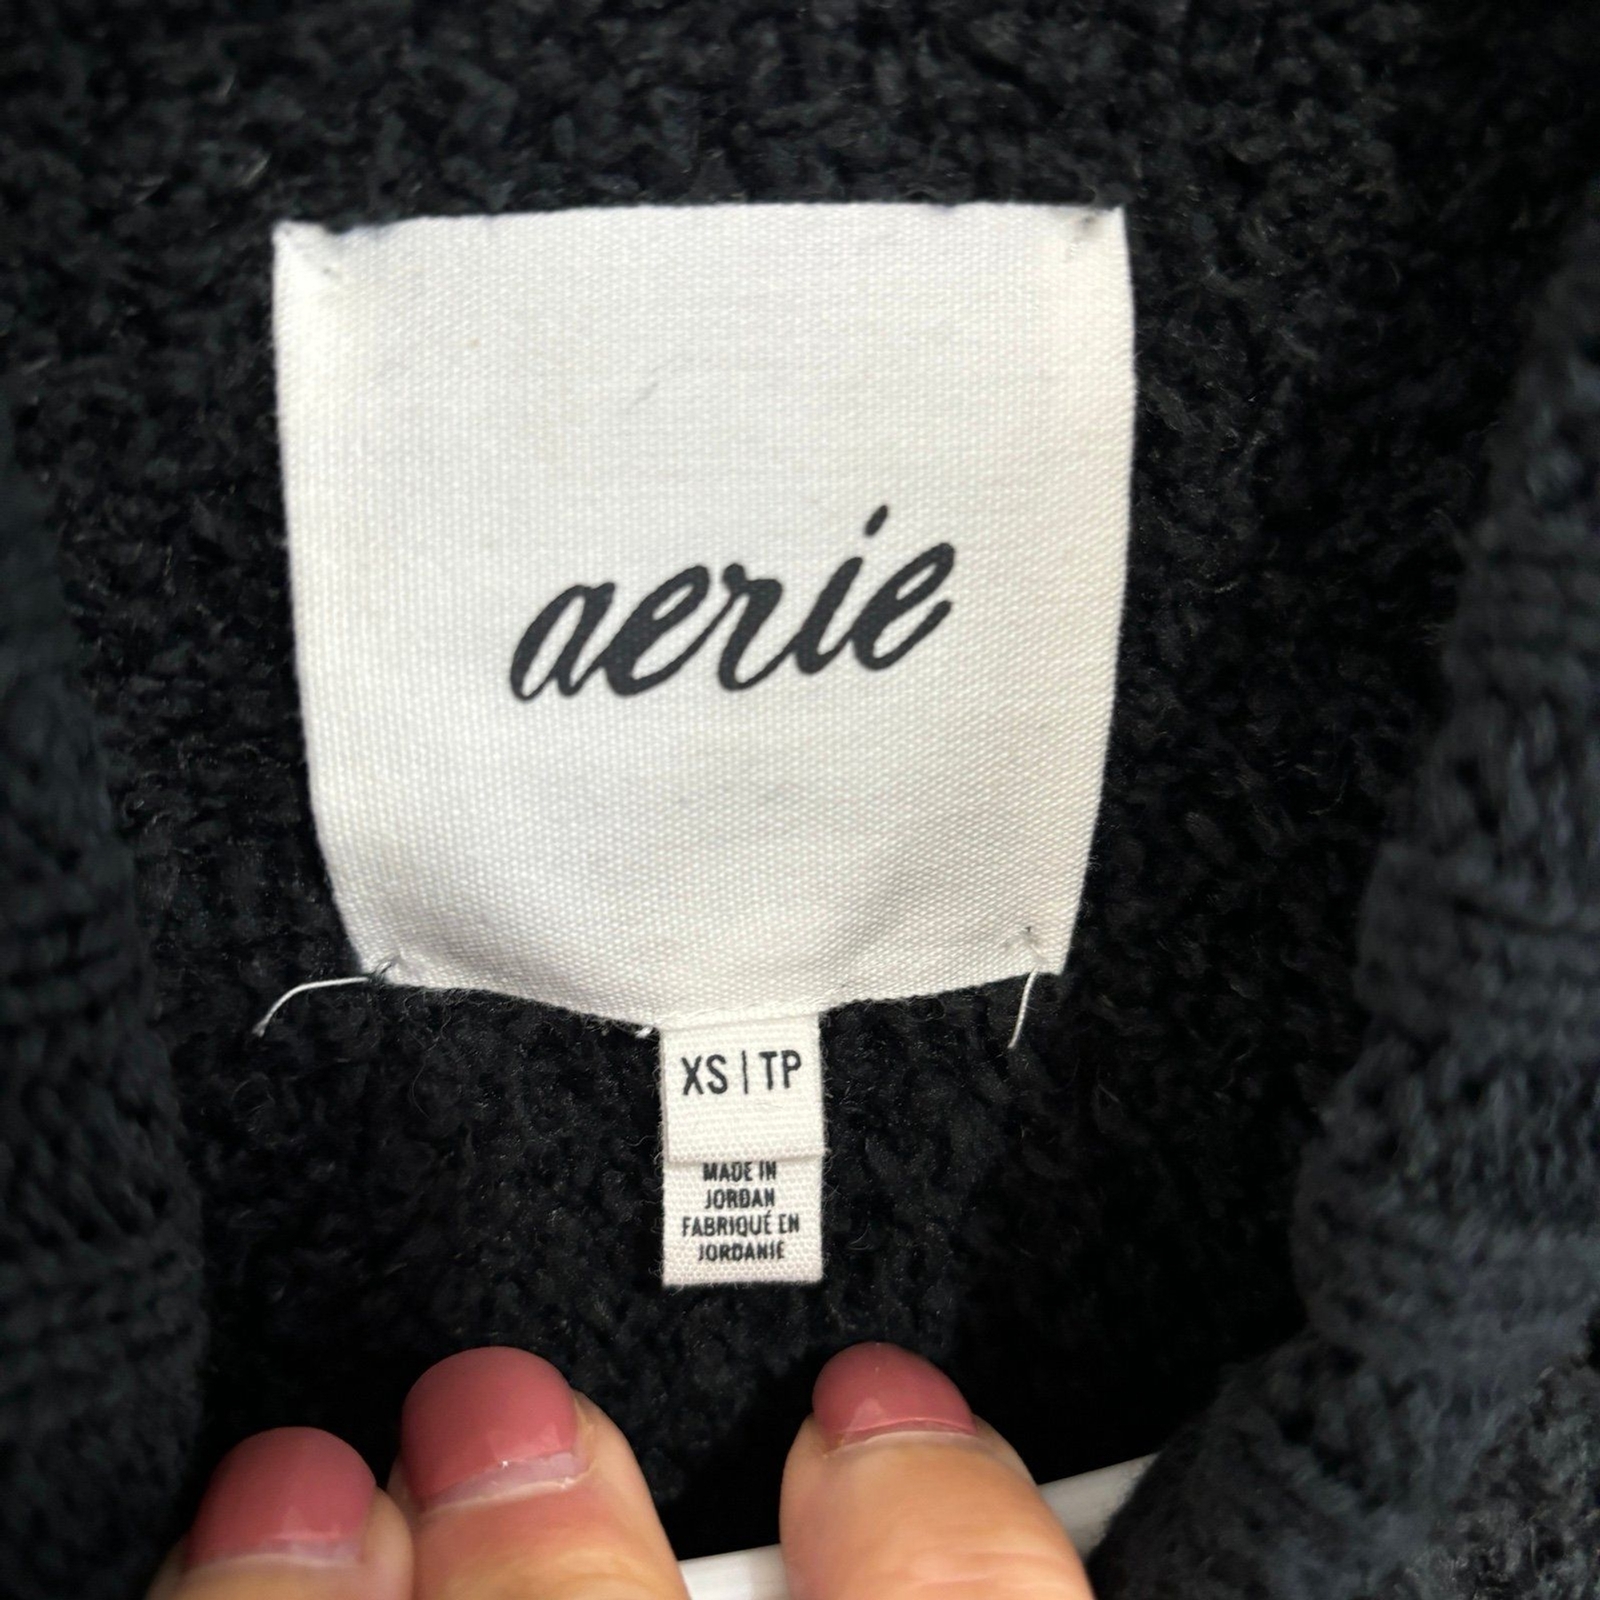 aerie
XS | TP
MADE IN
JORDAN
FABRIQUÉ EN
JORDANIE